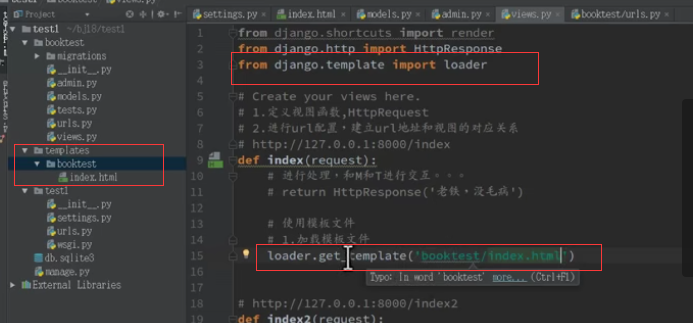 booktest/views.py
Project
settings.py
index.html
models.py
admin.py
views.py
booktest/urls.py
test1 ~/bj18/test1
booktest
migrations
__init__.py
admin.py
models.py
tests.py
urls.py
views.py
templates
booktest
index.html
test1
__init__.py
settings.py
urls.py
wsgi.py
db.sqlite3
manage.py
External Libraries
1 from django.shortcuts import render
2 from django.http import HttpResponse
3 from django.template import loader
4
5 # Create your views here.
6 # 1.定义视图函数,HttpRequest
7 # 2.进行url配置,建立url地址和视图的对应关系
8 # http://127.0.0.1:8000/index
9 def index(request):
10 # 进行处理,和M和T进行交互。。。
11 # return HttpResponse('老铁,没毛病')
12
13 # 使用模板文件
14 # 1.加载模板文件
15 loader.get_template('booktest/index.html')
16 Typo: In word 'booktest' more... (Ctrl+F1)
17
18 # http://127.0.0.1:8000/index2
19 def index2(request):